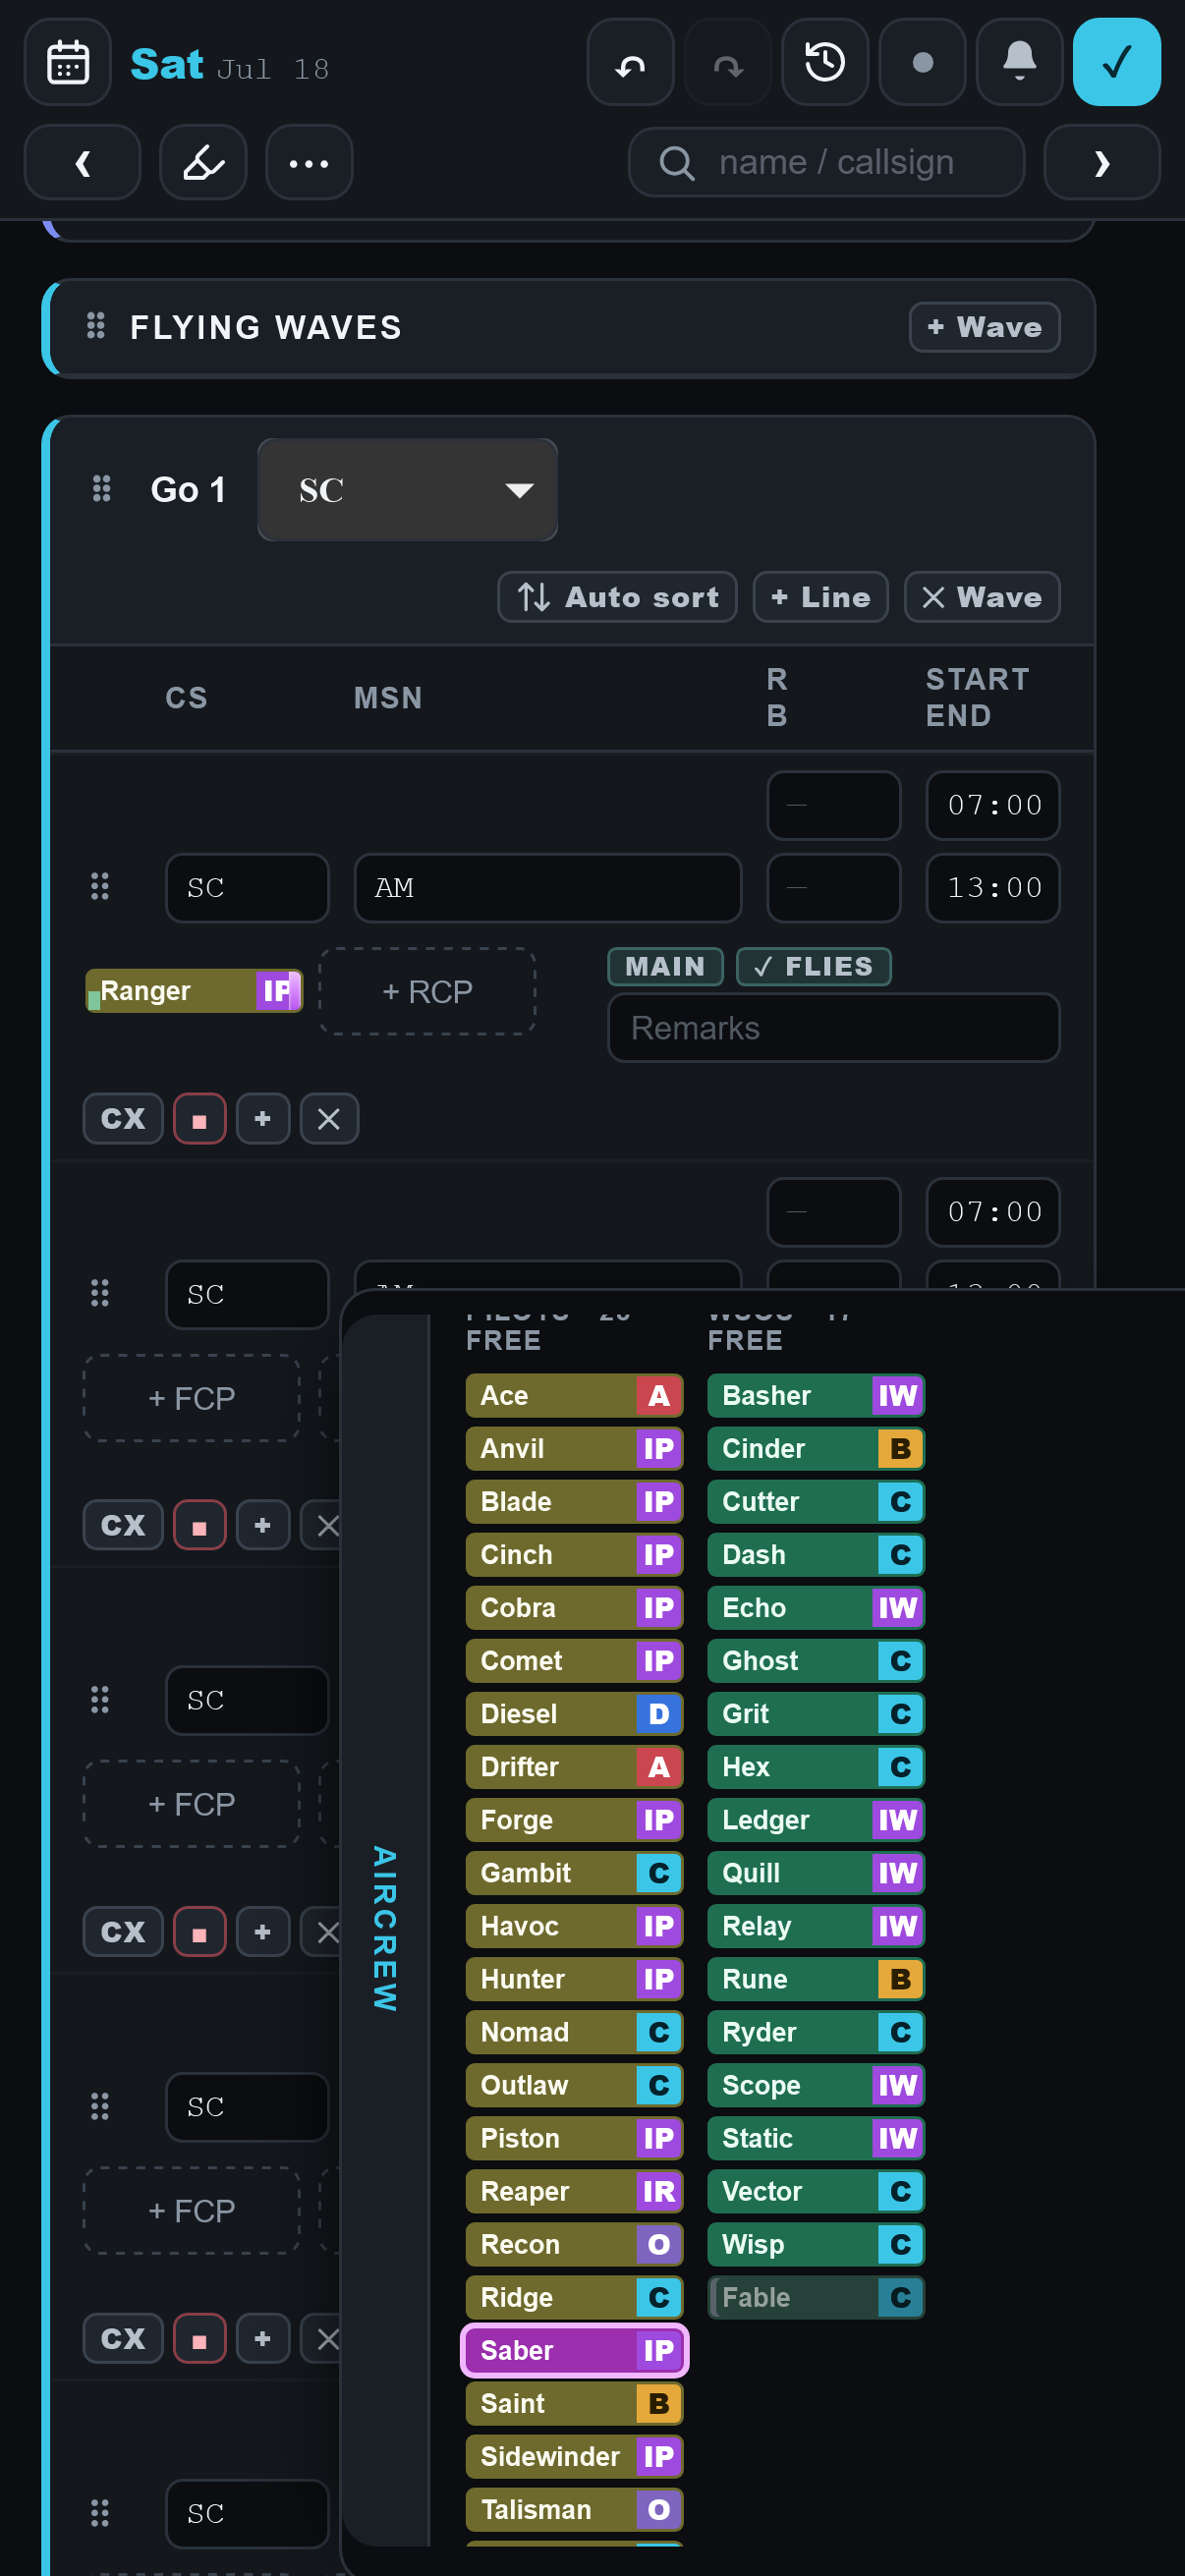 Sat Jul 18
name / callsign
FLYING WAVES
+ Wave
Go 1
SC
Auto sort
+ Line
Wave
CS
MSN
R
B
START
END
—
07:00
SC
AM
—
13:00
Ranger
+ RCP
MAIN
✓ FLIES
Remarks
CX
+
—
07:00
SC
+ FCP
CX
+
SC
+ FCP
CX
+
SC
+ FCP
CX
+
SC
AIRCREW
FREE
FREE
Ace A
Basher IW
Anvil IP
Cinder B
Blade IP
Cutter C
Cinch IP
Dash C
Cobra IP
Echo IW
Comet IP
Ghost C
Diesel D
Grit C
Drifter A
Hex C
Forge IP
Ledger IW
Gambit C
Quill IW
Havoc IP
Relay IW
Hunter IP
Rune B
Nomad C
Ryder C
Outlaw C
Scope IW
Piston IP
Static IW
Reaper IR
Vector C
Recon O
Wisp C
Ridge C
Fable C
Saber IP
Saint B
Sidewinder IP
Talisman O